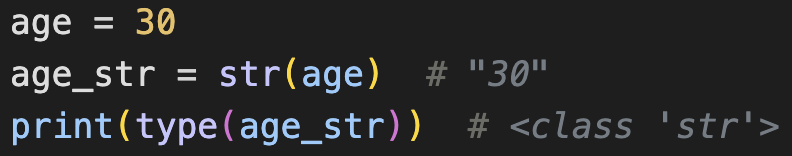 age = 30
age_str = str(age)  # "30"
print(type(age_str))  # <class 'str'>